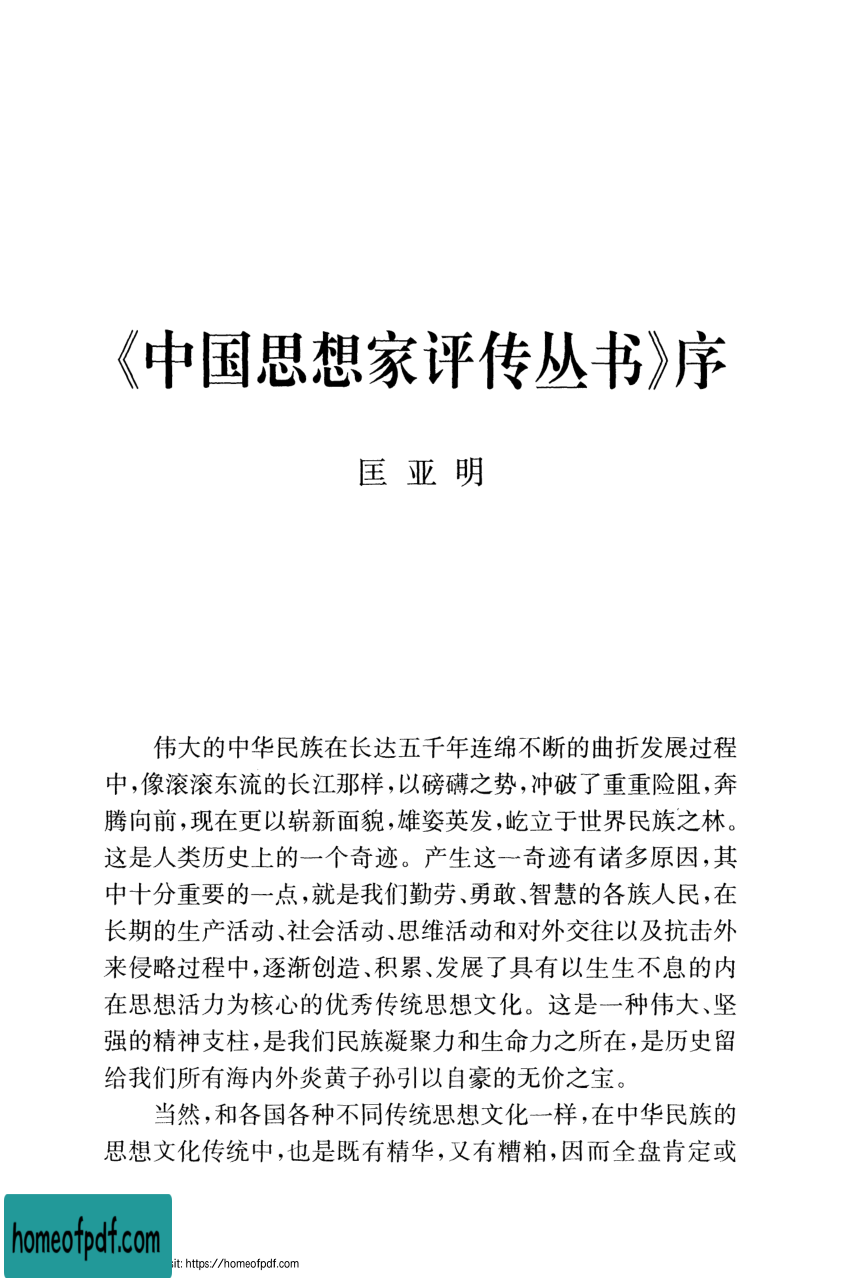 《中国思想家评传丛书》序
匡亚明
伟大的中华民族在长达五千年连绵不断的曲折发展过程
中,像滚滚东流的长江那样,以磅礴之势,冲破了重重险阻,奔
腾向前,现在更以崭新面貌,雄姿英发,屹立于世界民族之林。
这是人类历史上的一个奇迹。产生这一奇迹有诸多原因,其
中十分重要的一点,就是我们勤劳、勇敢、智慧的各族人民,在
长期的生产活动、社会活动、思维活动和对外交往以及抗击外
来侵略过程中,逐渐创造、积累、发展了具有以生生不息的内
在思想活力为核心的优秀传统思想文化。这是一种伟大、坚
强的精神支柱,是我们民族凝聚力和生命力之所在,是历史留
给我们所有海内外炎黄子孙引以自豪的无价之宝。
当然,和各国各种不同传统思想文化一样,在中华民族的
思想文化传统中,也是既有精华,又有糟粕,因而全盘肯定或
homeofpdf.com
sit: https://homeofpdf.com